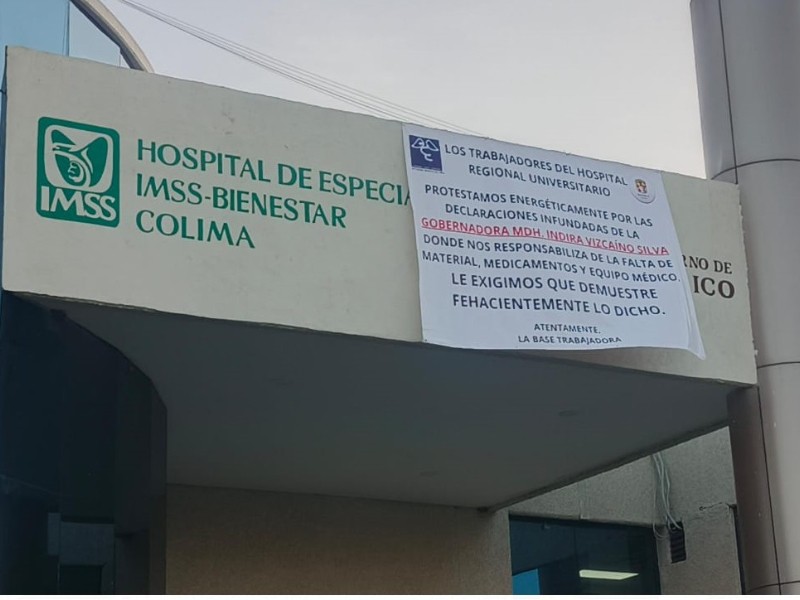 IMSS
HOSPITAL DE ESPECIA
IMSS-BIENESTAR
COLIMA
LOS TRABAJADORES DEL HOSPITAL
REGIONAL UNIVERSITARIO
PROTESTAMOS ENERGÉTICAMENTE POR LAS
DECLARACIONES INFUNDADAS DE LA
GOBERNADORA MDH. INDIRA VIZCAÍNO SILVA
DONDE NOS RESPONSABILIZA DE LA FALTA DE
MATERIAL, MEDICAMENTOS Y EQUIPO MÉDICO.
LE EXIGIMOS QUE DEMUESTRE
FEHACIENTEMENTE LO DICHO.
ATENTAMENTE.
LA BASE TRABAJADORA
RNO DE
ICO